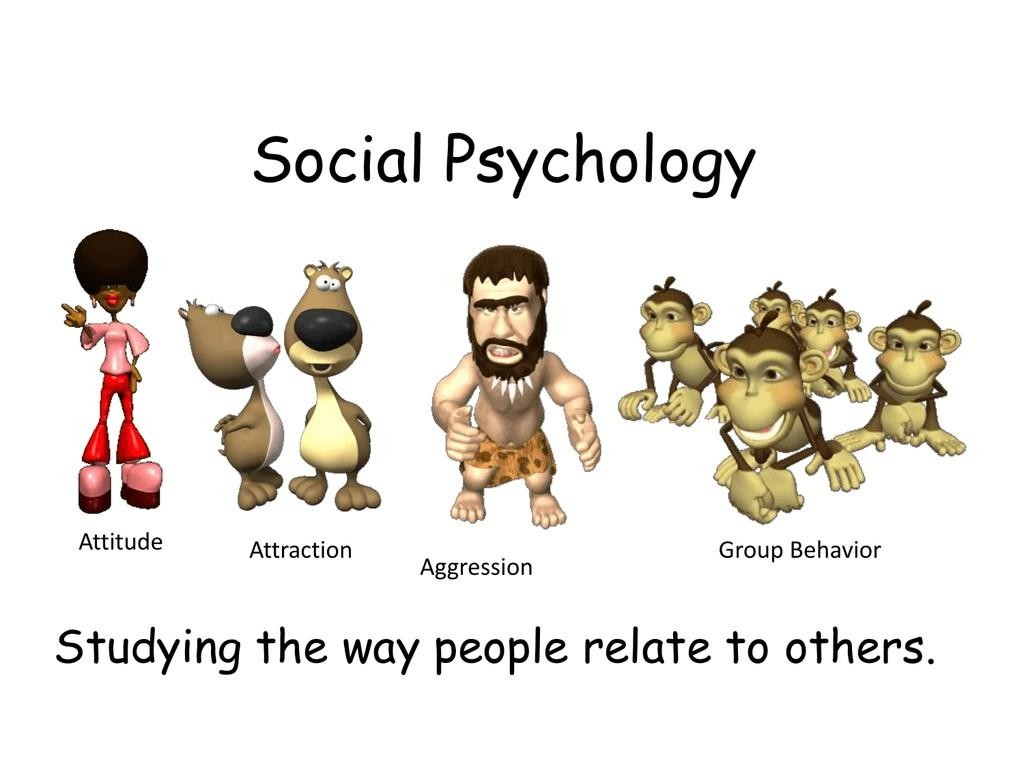 Social Psychology
Attitude
Attraction
Aggression
Group Behavior
Studying the way people relate to others.